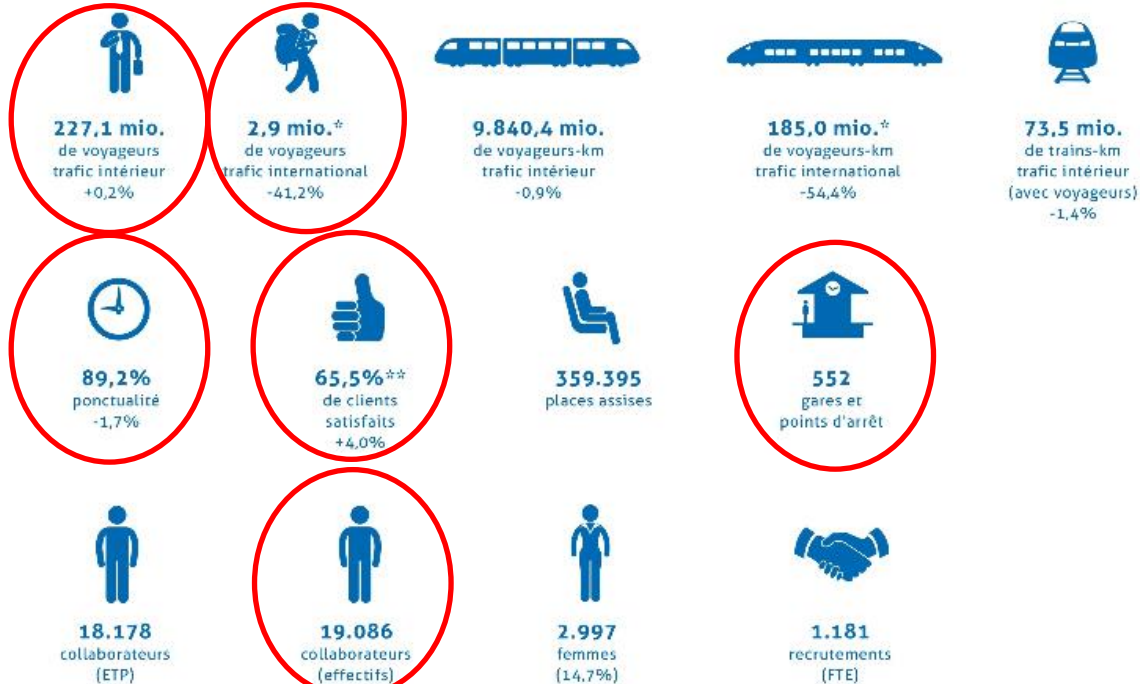 227,1 mio.
de voyageurs
trafic intérieur
+0,2%
2,9 mio.*
de voyageurs
trafic international
-41,2%
9.840,4 mio.
de voyageurs-km
trafic intérieur
-0,9%
185,0 mio.*
de voyageurs-km
trafic international
-54,4%
73,5 mio.
de trains-km
trafic intérieur
(avec voyageurs)
-1,4%
89,2%
ponctualité
-1,7%
65,5%**
de clients
satisfaits
+4,0%
359.395
places assises
552
gares et
points d'arrêt
18.178
collaborateurs
(ETP)
19.086
collaborateurs
(effectifs)
2.997
femmes
(14,7%)
1.181
recrutements
(FTE)